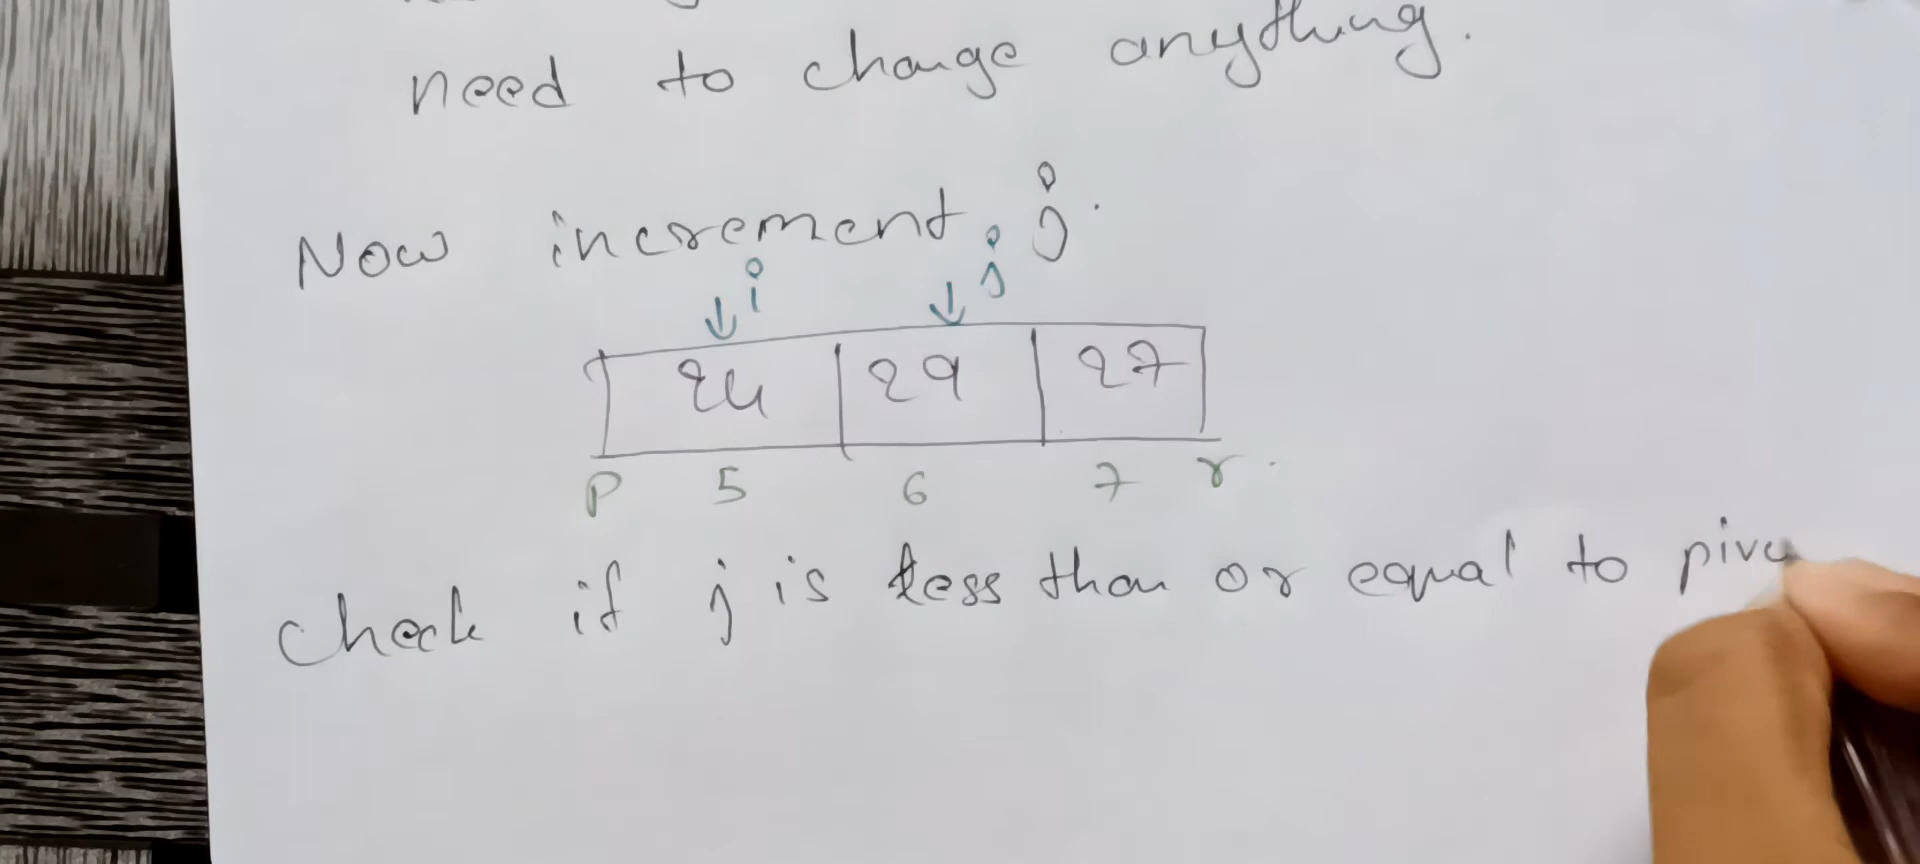 need to change anything.
Now increment j.
i j
24 29 27
P 5 6 7 r.
Check if j is less than or equal to pivo